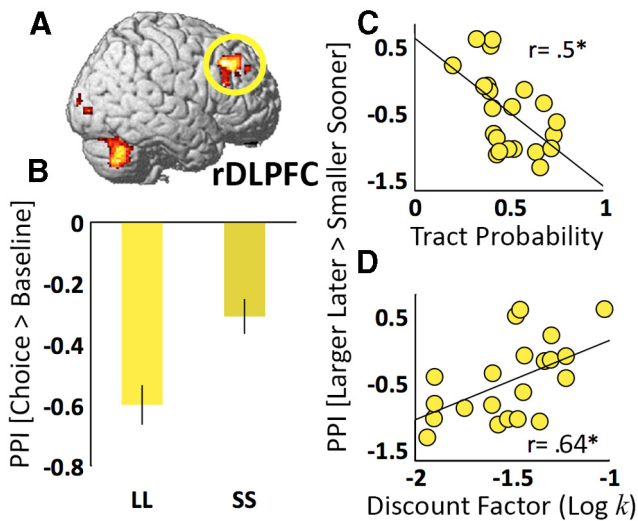 A
rDLPFC
B
PPI [Choice > Baseline]
0
-0.2
-0.4
-0.6
-0.8
LL
SS
C
PPI [Larger Later > Smaller Sooner]
0.5
-0.5
-1.5
r= .5*
0
0.5
1
Tract Probability
D
0.5
-0.5
-1.5
r= .64*
-2
-1.5
-1
Discount Factor (Log k)